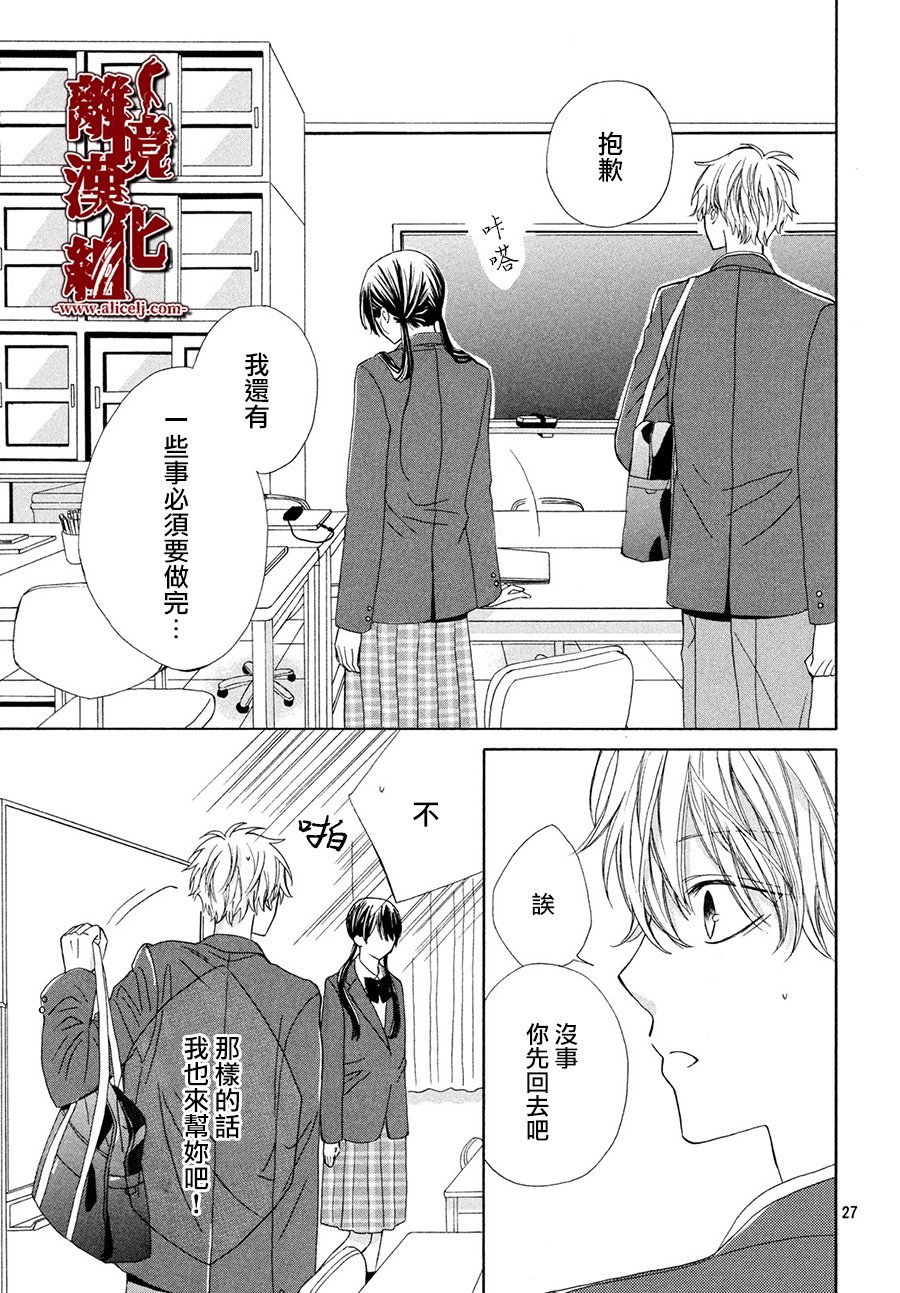 離境漢化組
-www.alicelj.com-
抱歉
咔嗒
我還有
一些事必須要做完…
誒
沒事
你先回去吧
不
啪
那樣的話
我也來幫妳吧！
27